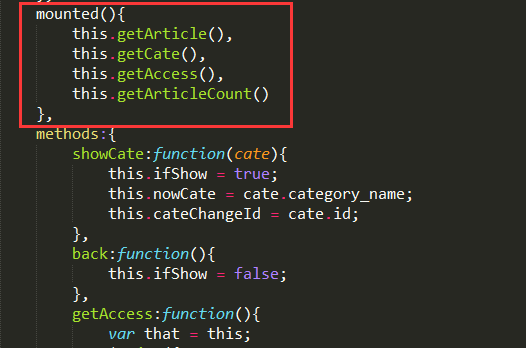 mounted(){
this.getArticle(),
this.getCate(),
this.getAccess(),
this.getArticleCount()
},
methods:{
showCate:function(cate){
this.ifShow = true;
this.nowCate = cate.category_name;
this.cateChangeId = cate.id;
},
back:function(){
this.ifShow = false;
},
getAccess:function(){
var that = this;